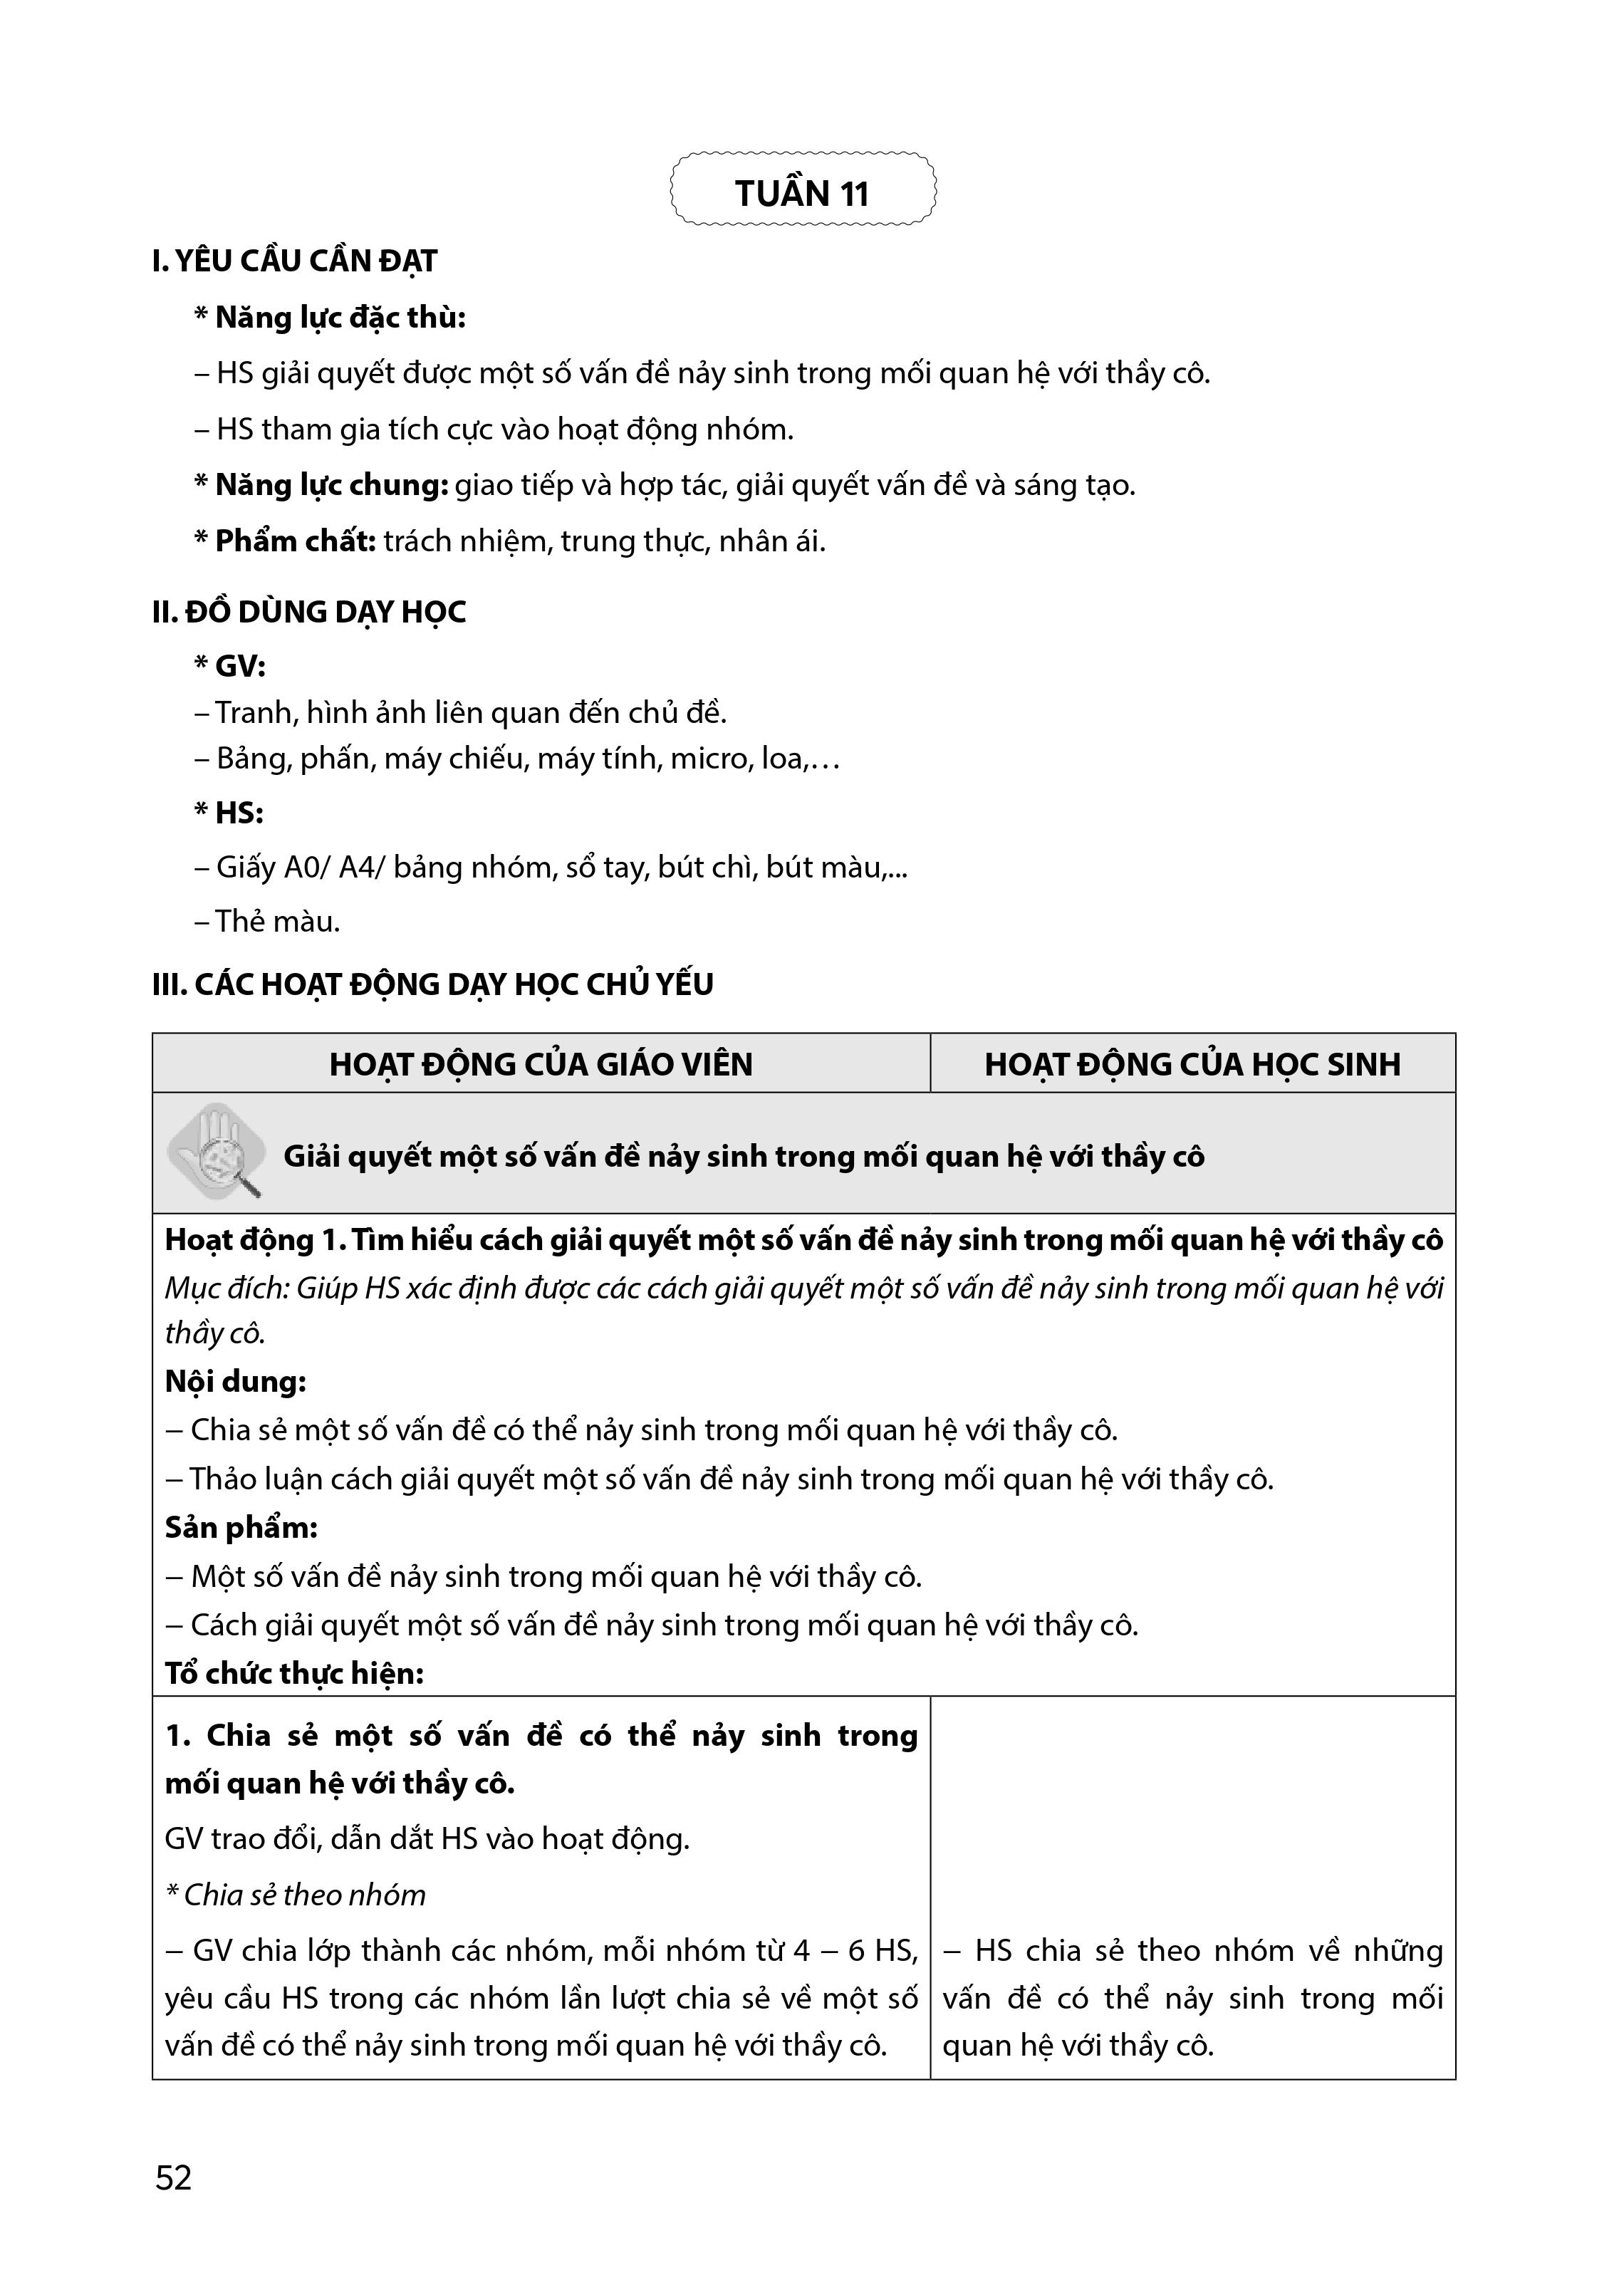 TUẦN 11
I. YÊU CẦU CẦN ĐẠT
* Năng lực đặc thù:
– HS giải quyết được một số vấn đề nảy sinh trong mối quan hệ với thầy cô.
– HS tham gia tích cực vào hoạt động nhóm.
* Năng lực chung: giao tiếp và hợp tác, giải quyết vấn đề và sáng tạo.
* Phẩm chất: trách nhiệm, trung thực, nhân ái.
II. ĐỒ DÙNG DẠY HỌC
* GV:
– Tranh, hình ảnh liên quan đến chủ đề.
– Bảng, phấn, máy chiếu, máy tính, micro, loa,…
* HS:
– Giấy A0/ A4/ bảng nhóm, sổ tay, bút chì, bút màu,...
– Thẻ màu.
III. CÁC HOẠT ĐỘNG DẠY HỌC CHỦ YẾU
HOẠT ĐỘNG CỦA GIÁO VIÊN
HOẠT ĐỘNG CỦA HỌC SINH
Giải quyết một số vấn đề nảy sinh trong mối quan hệ với thầy cô
Hoạt động 1. Tìm hiểu cách giải quyết một số vấn đề nảy sinh trong mối quan hệ với thầy cô
Mục đích: Giúp HS xác định được các cách giải quyết một số vấn đề nảy sinh trong mối quan hệ với
thầy cô.
Nội dung:
– Chia sẻ một số vấn đề có thể nảy sinh trong mối quan hệ với thầy cô.
– Thảo luận cách giải quyết một số vấn đề nảy sinh trong mối quan hệ với thầy cô.
Sản phẩm:
– Một số vấn đề nảy sinh trong mối quan hệ với thầy cô.
– Cách giải quyết một số vấn đề nảy sinh trong mối quan hệ với thầy cô.
Tổ chức thực hiện:
1. Chia sẻ một số vấn đề có thể nảy sinh trong
mối quan hệ với thầy cô.
GV trao đổi, dẫn dắt HS vào hoạt động.
* Chia sẻ theo nhóm
– GV chia lớp thành các nhóm, mỗi nhóm từ 4 – 6 HS,
yêu cầu HS trong các nhóm lần lượt chia sẻ về một số
vấn đề có thể nảy sinh trong mối quan hệ với thầy cô.
– HS chia sẻ theo nhóm về những
vấn đề có thể nảy sinh trong mối
quan hệ với thầy cô.
52